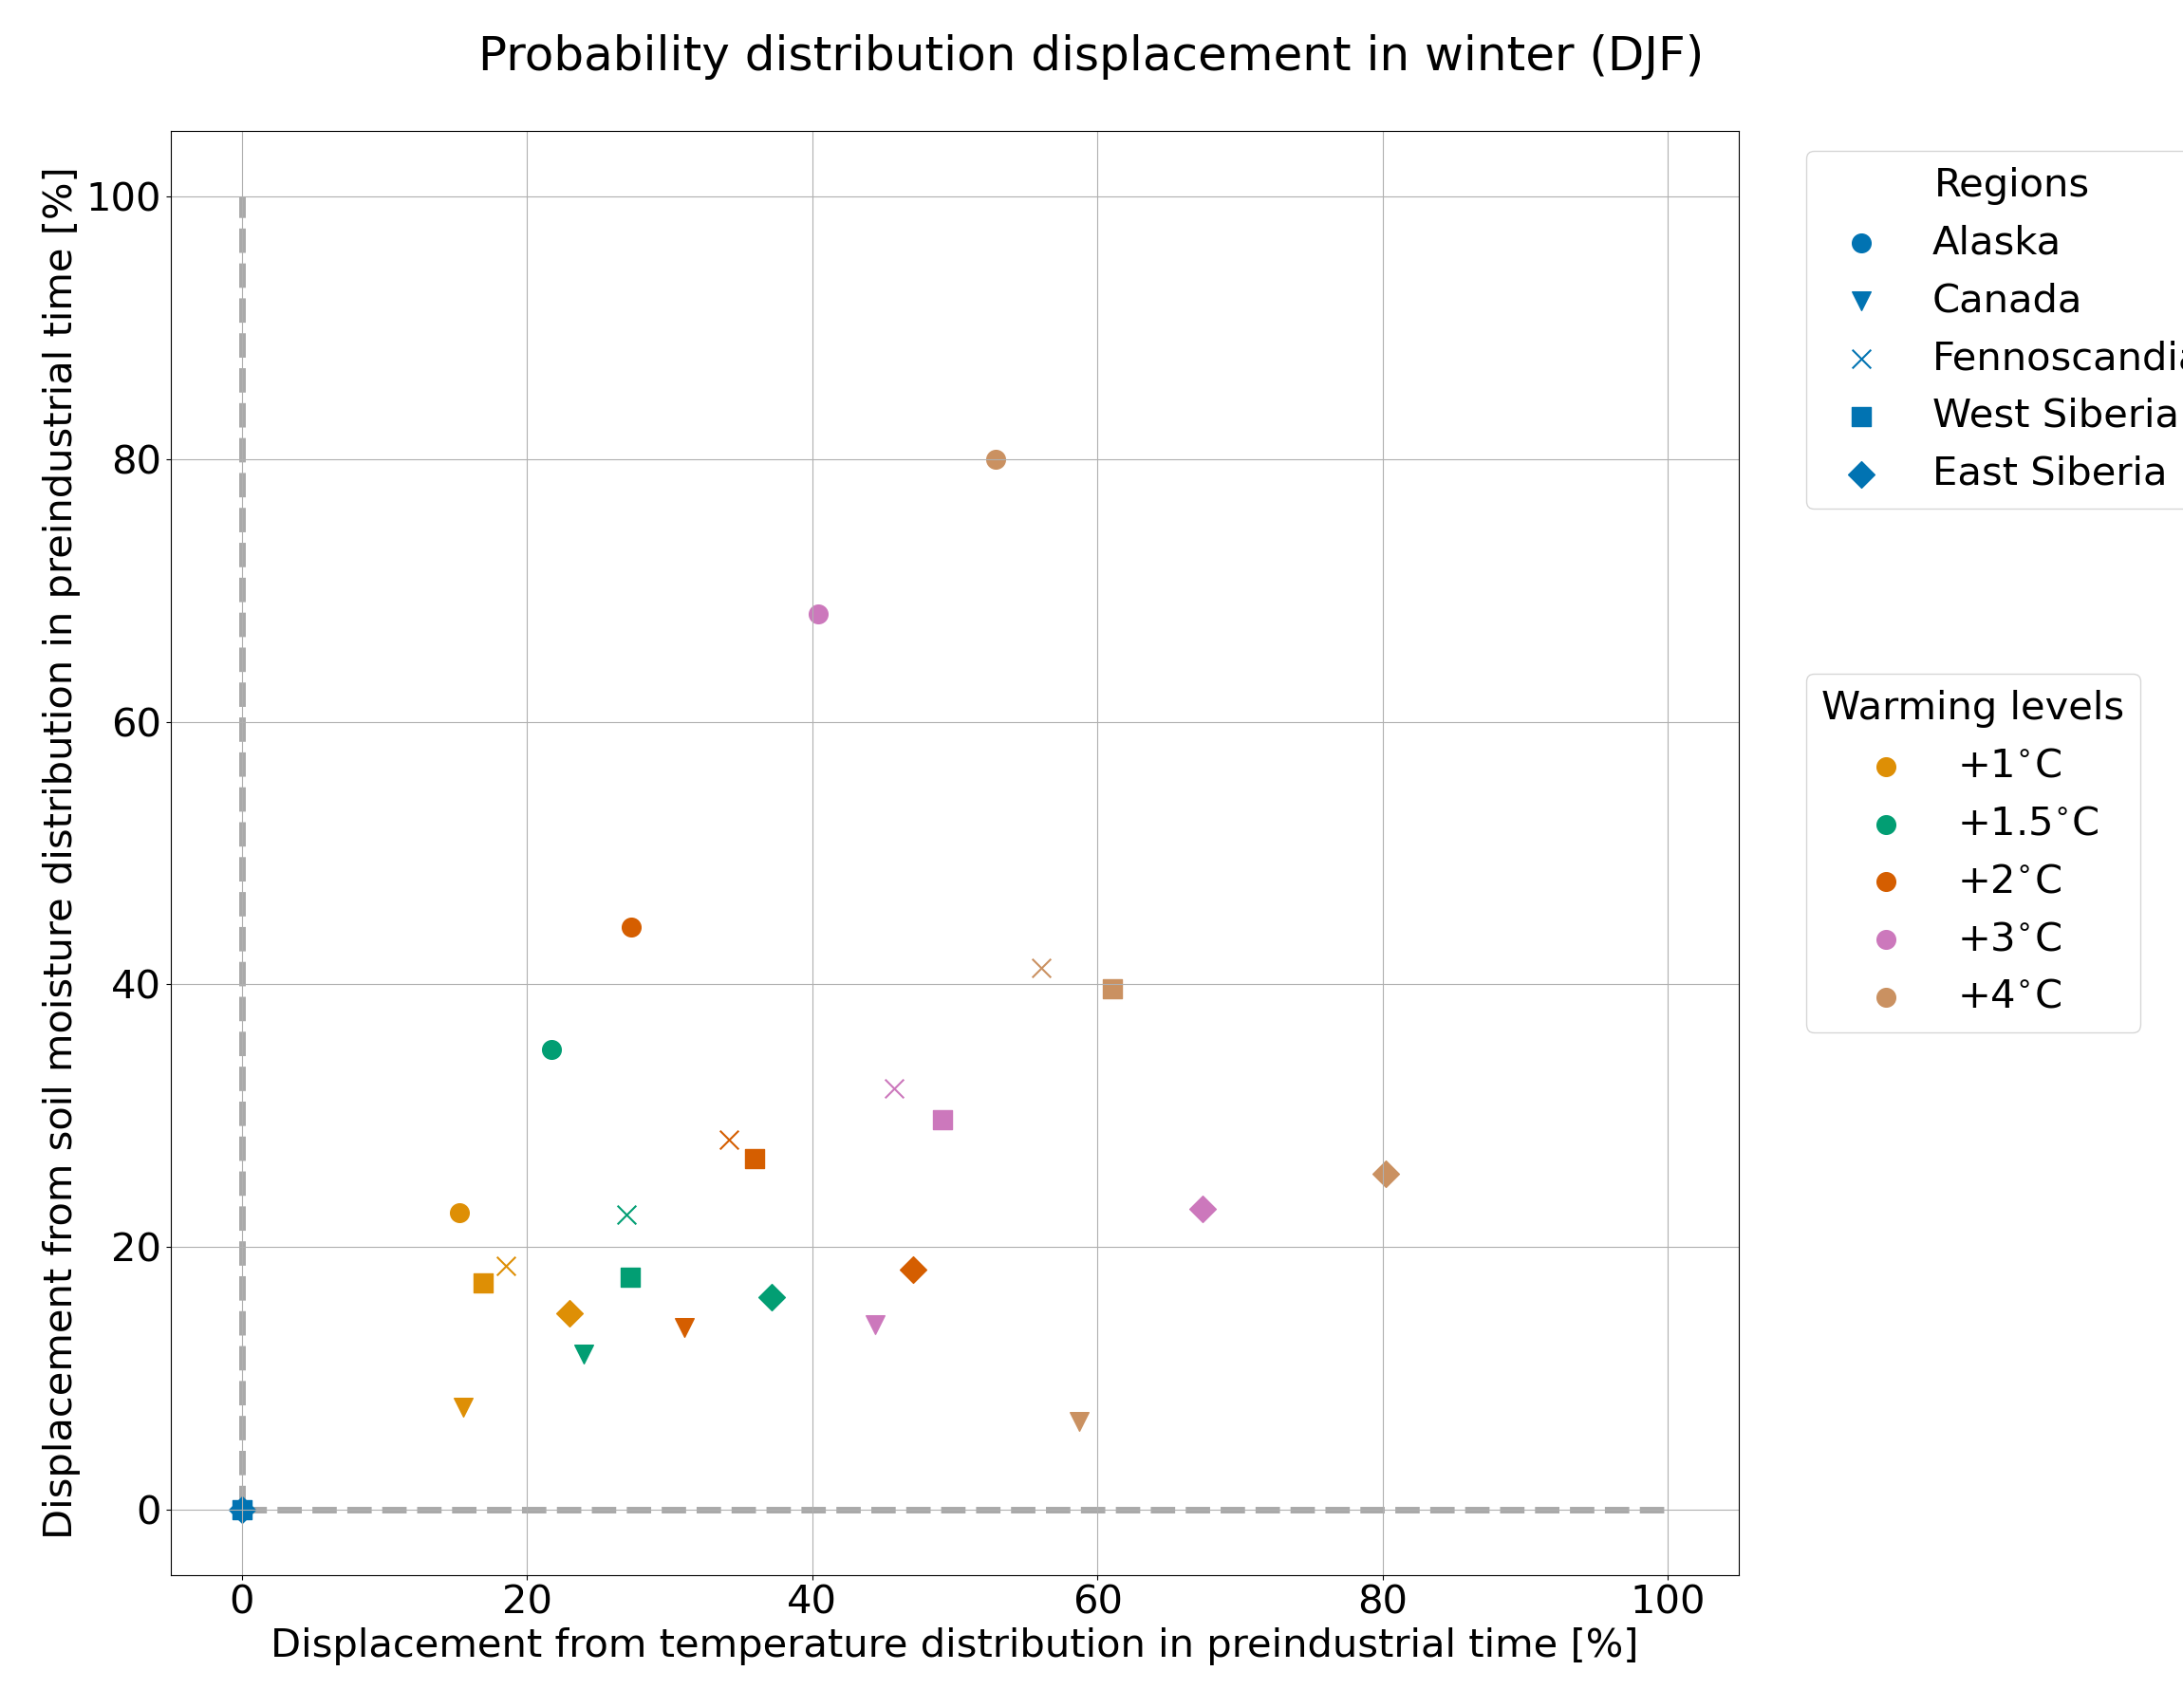 Probability distribution displacement in winter (DJF)
Displacement from soil moisture distribution in preindustrial time [%]
100
80
60
40
20
0
0 20 40 60 80 100
Displacement from temperature distribution in preindustrial time [%]
Regions
Alaska
Canada
Fennoscandia
West Siberia
East Siberia
Warming levels
+1°C
+1.5°C
+2°C
+3°C
+4°C